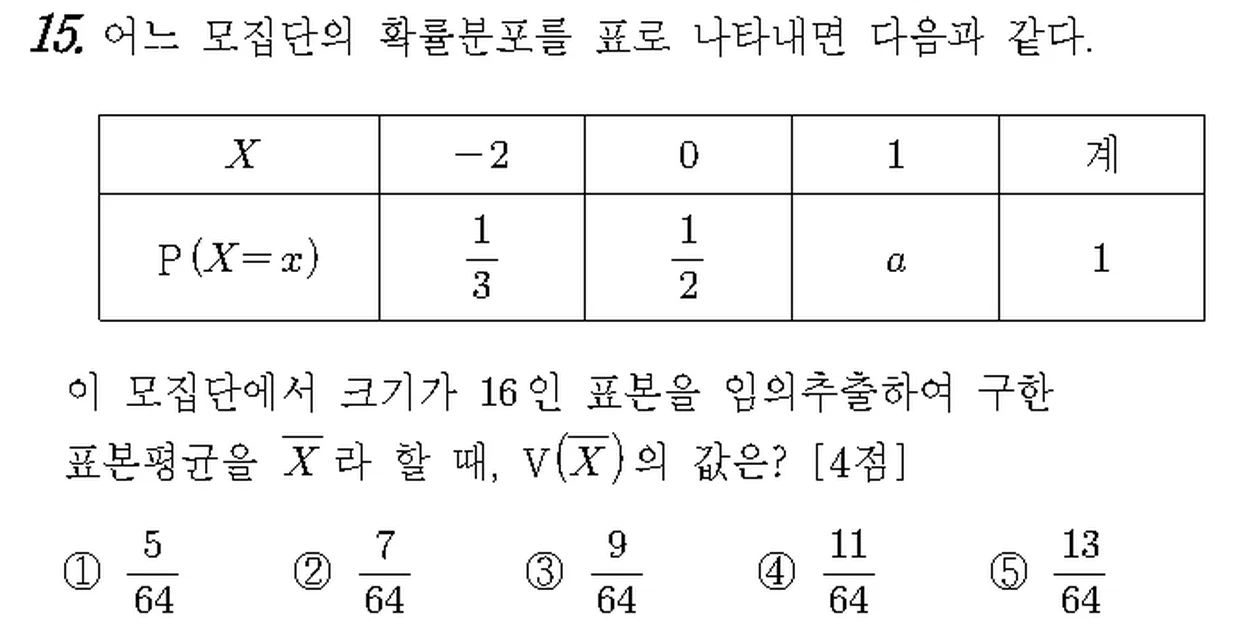 15. 어느 모집단의 확률분포를 표로 나타내면 다음과 같다.
X -2 0 1 계
P(X=x) 1/3 1/2 a 1
이 모집단에서 크기가 16인 표본을 임의추출하여 구한
표본평균을 X̅라 할 때, V(X̅)의 값은? [4점]
① 5/64 ② 7/64 ③ 9/64 ④ 11/64 ⑤ 13/64